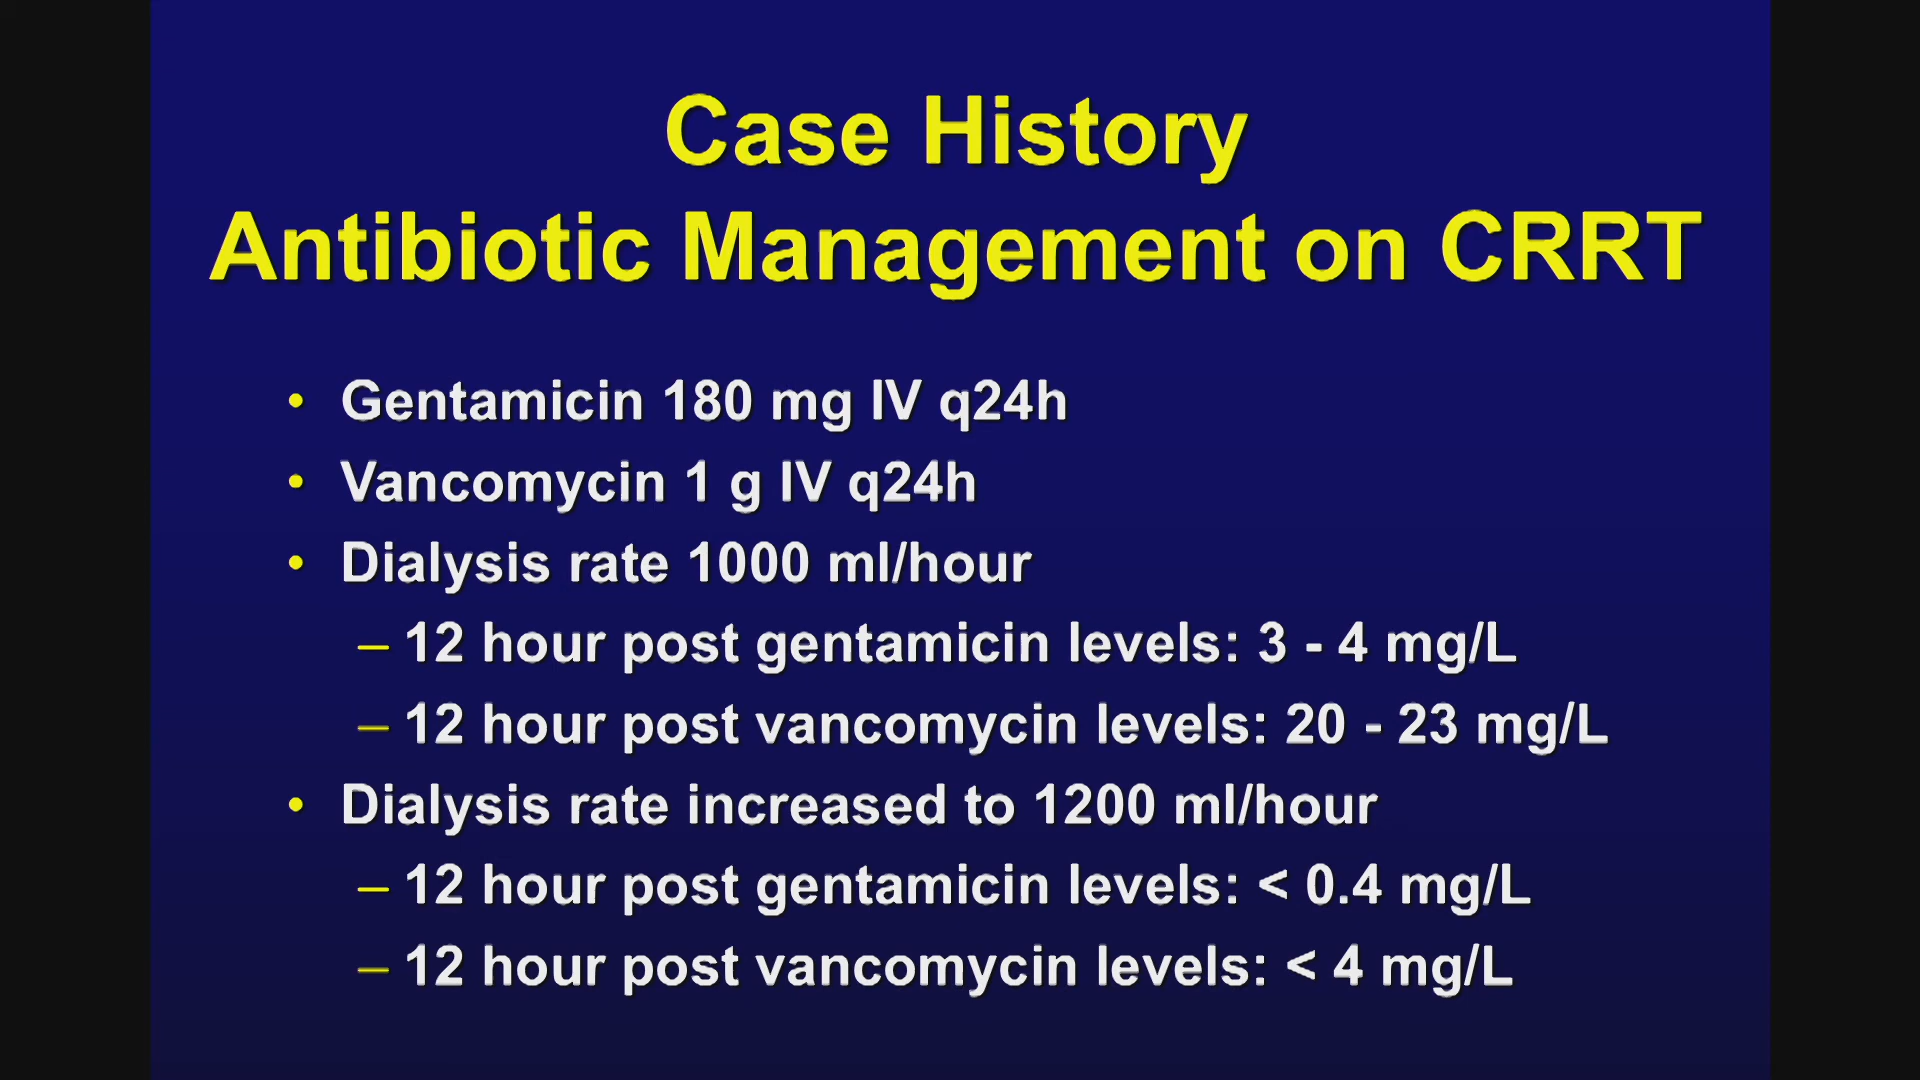 Case History
Antibiotic Management on CRRT
• Gentamicin 180 mg IV q24h
• Vancomycin 1 g IV q24h
• Dialysis rate 1000 ml/hour
– 12 hour post gentamicin levels: 3 - 4 mg/L
– 12 hour post vancomycin levels: 20 - 23 mg/L
• Dialysis rate increased to 1200 ml/hour
– 12 hour post gentamicin levels: < 0.4 mg/L
– 12 hour post vancomycin levels: < 4 mg/L